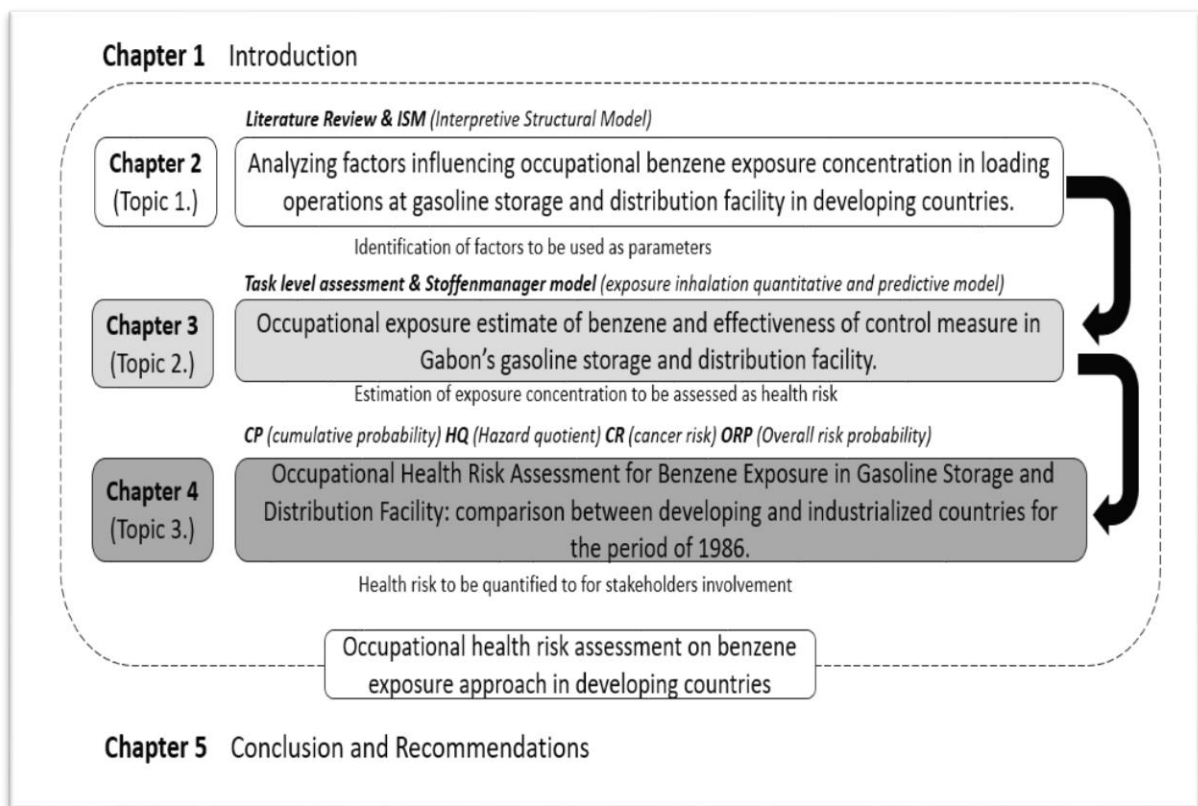 Chapter 1 Introduction
Literature Review & ISM (Interpretive Structural Model)
Chapter 2
(Topic 1.)
Analyzing factors influencing occupational benzene exposure concentration in loading
operations at gasoline storage and distribution facility in developing countries.
Identification of factors to be used as parameters
Task level assessment & Stoffenmanager model (exposure inhalation quantitative and predictive model)
Chapter 3
(Topic 2.)
Occupational exposure estimate of benzene and effectiveness of control measure in
Gabon's gasoline storage and distribution facility.
Estimation of exposure concentration to be assessed as health risk
CP (cumulative probability) HQ (Hazard quotient) CR (cancer risk) ORP (Overall risk probability)
Chapter 4
(Topic 3.)
Occupational Health Risk Assessment for Benzene Exposure in Gasoline Storage and
Distribution Facility: comparison between developing and industrialized countries for
the period of 1986.
Health risk to be quantified to for stakeholders involvement
Occupational health risk assessment on benzene
exposure approach in developing countries
Chapter 5 Conclusion and Recommendations